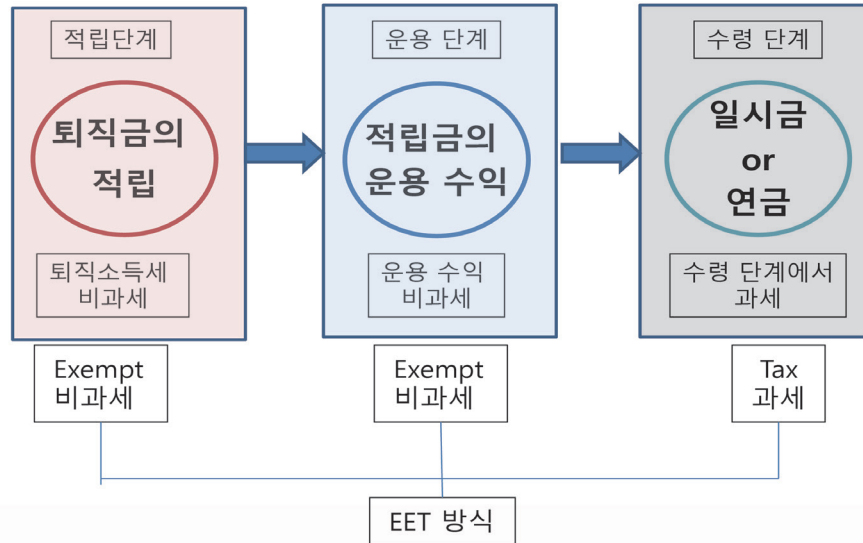 적립단계
퇴직금의
적립
퇴직소득세
비과세
Exempt
비과세
운용 단계
적립금의
운용 수익
운용 수익
비과세
Exempt
비과세
수령 단계
일시금
or
연금
수령 단계에서
과세
Tax
과세
EET 방식